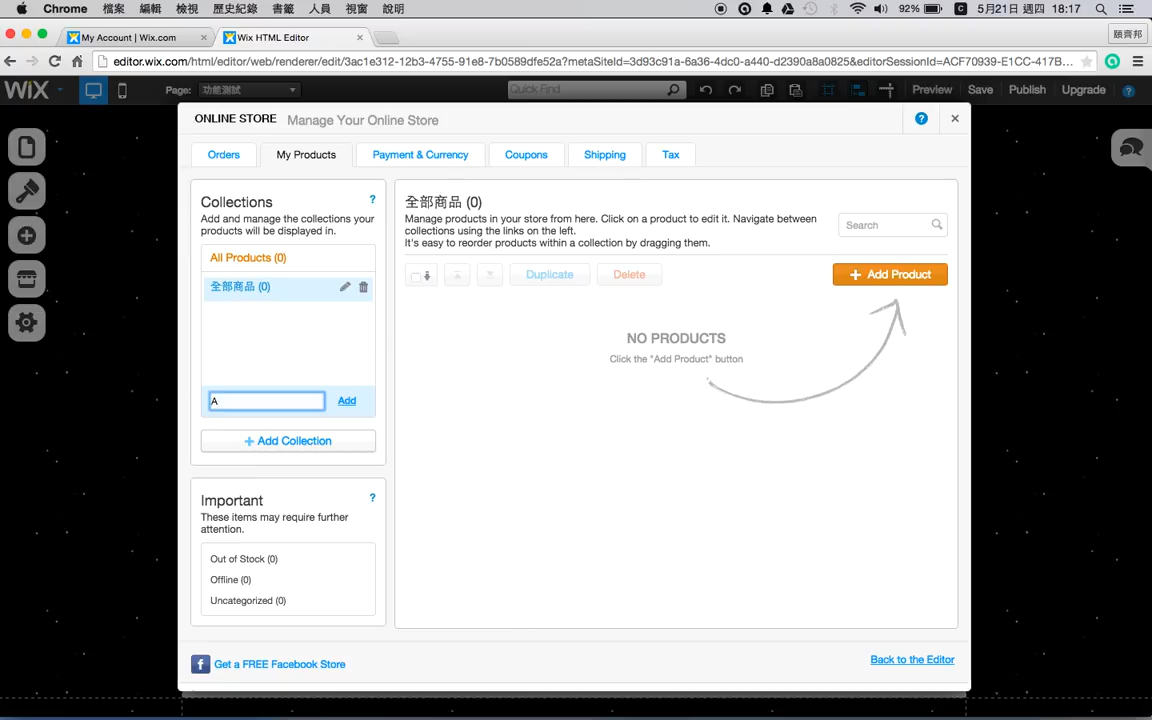 Chrome 檔案 編輯 檢視 歷史紀錄 書籤 人員 視窗 說明 92% 5月21日 週四 18:17
My Account | Wix.com × Wix HTML Editor × 顧齊邦
editor.wix.com/html/editor/web/renderer/edit/3ac1e312-12b3-4755-91e8-7b0589dfe52a?metaSiteId=3d93c91a-6a36-4dc0-a440-d2390a8a0825&editorSessionId=ACF70939-E1CC-417B...
WiX Page: 功能測試 Quick Find Preview Save Publish Upgrade ?
ONLINE STORE Manage Your Online Store ? ×
Orders My Products Payment & Currency Coupons Shipping Tax
Collections ?
Add and manage the collections your
products will be displayed in.
All Products (0)
全部商品 (0)
A Add
+ Add Collection
Important ?
These items may require further
attention.
Out of Stock (0)
Offline (0)
Uncategorized (0)
全部商品 (0)
Manage products in your store from here. Click on a product to edit it. Navigate between
collections using the links on the left.
It's easy to reorder products within a collection by dragging them.
Search
Duplicate Delete + Add Product
NO PRODUCTS
Click the "Add Product" button
f Get a FREE Facebook Store Back to the Editor